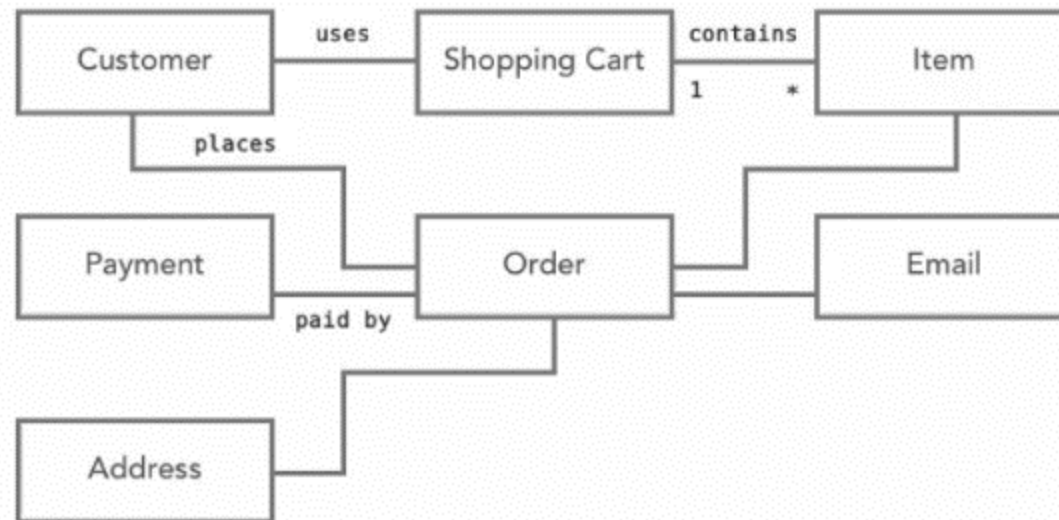 uses
contains
Customer
Shopping Cart
Item
1
*
places
Payment
Order
Email
paid by
Address